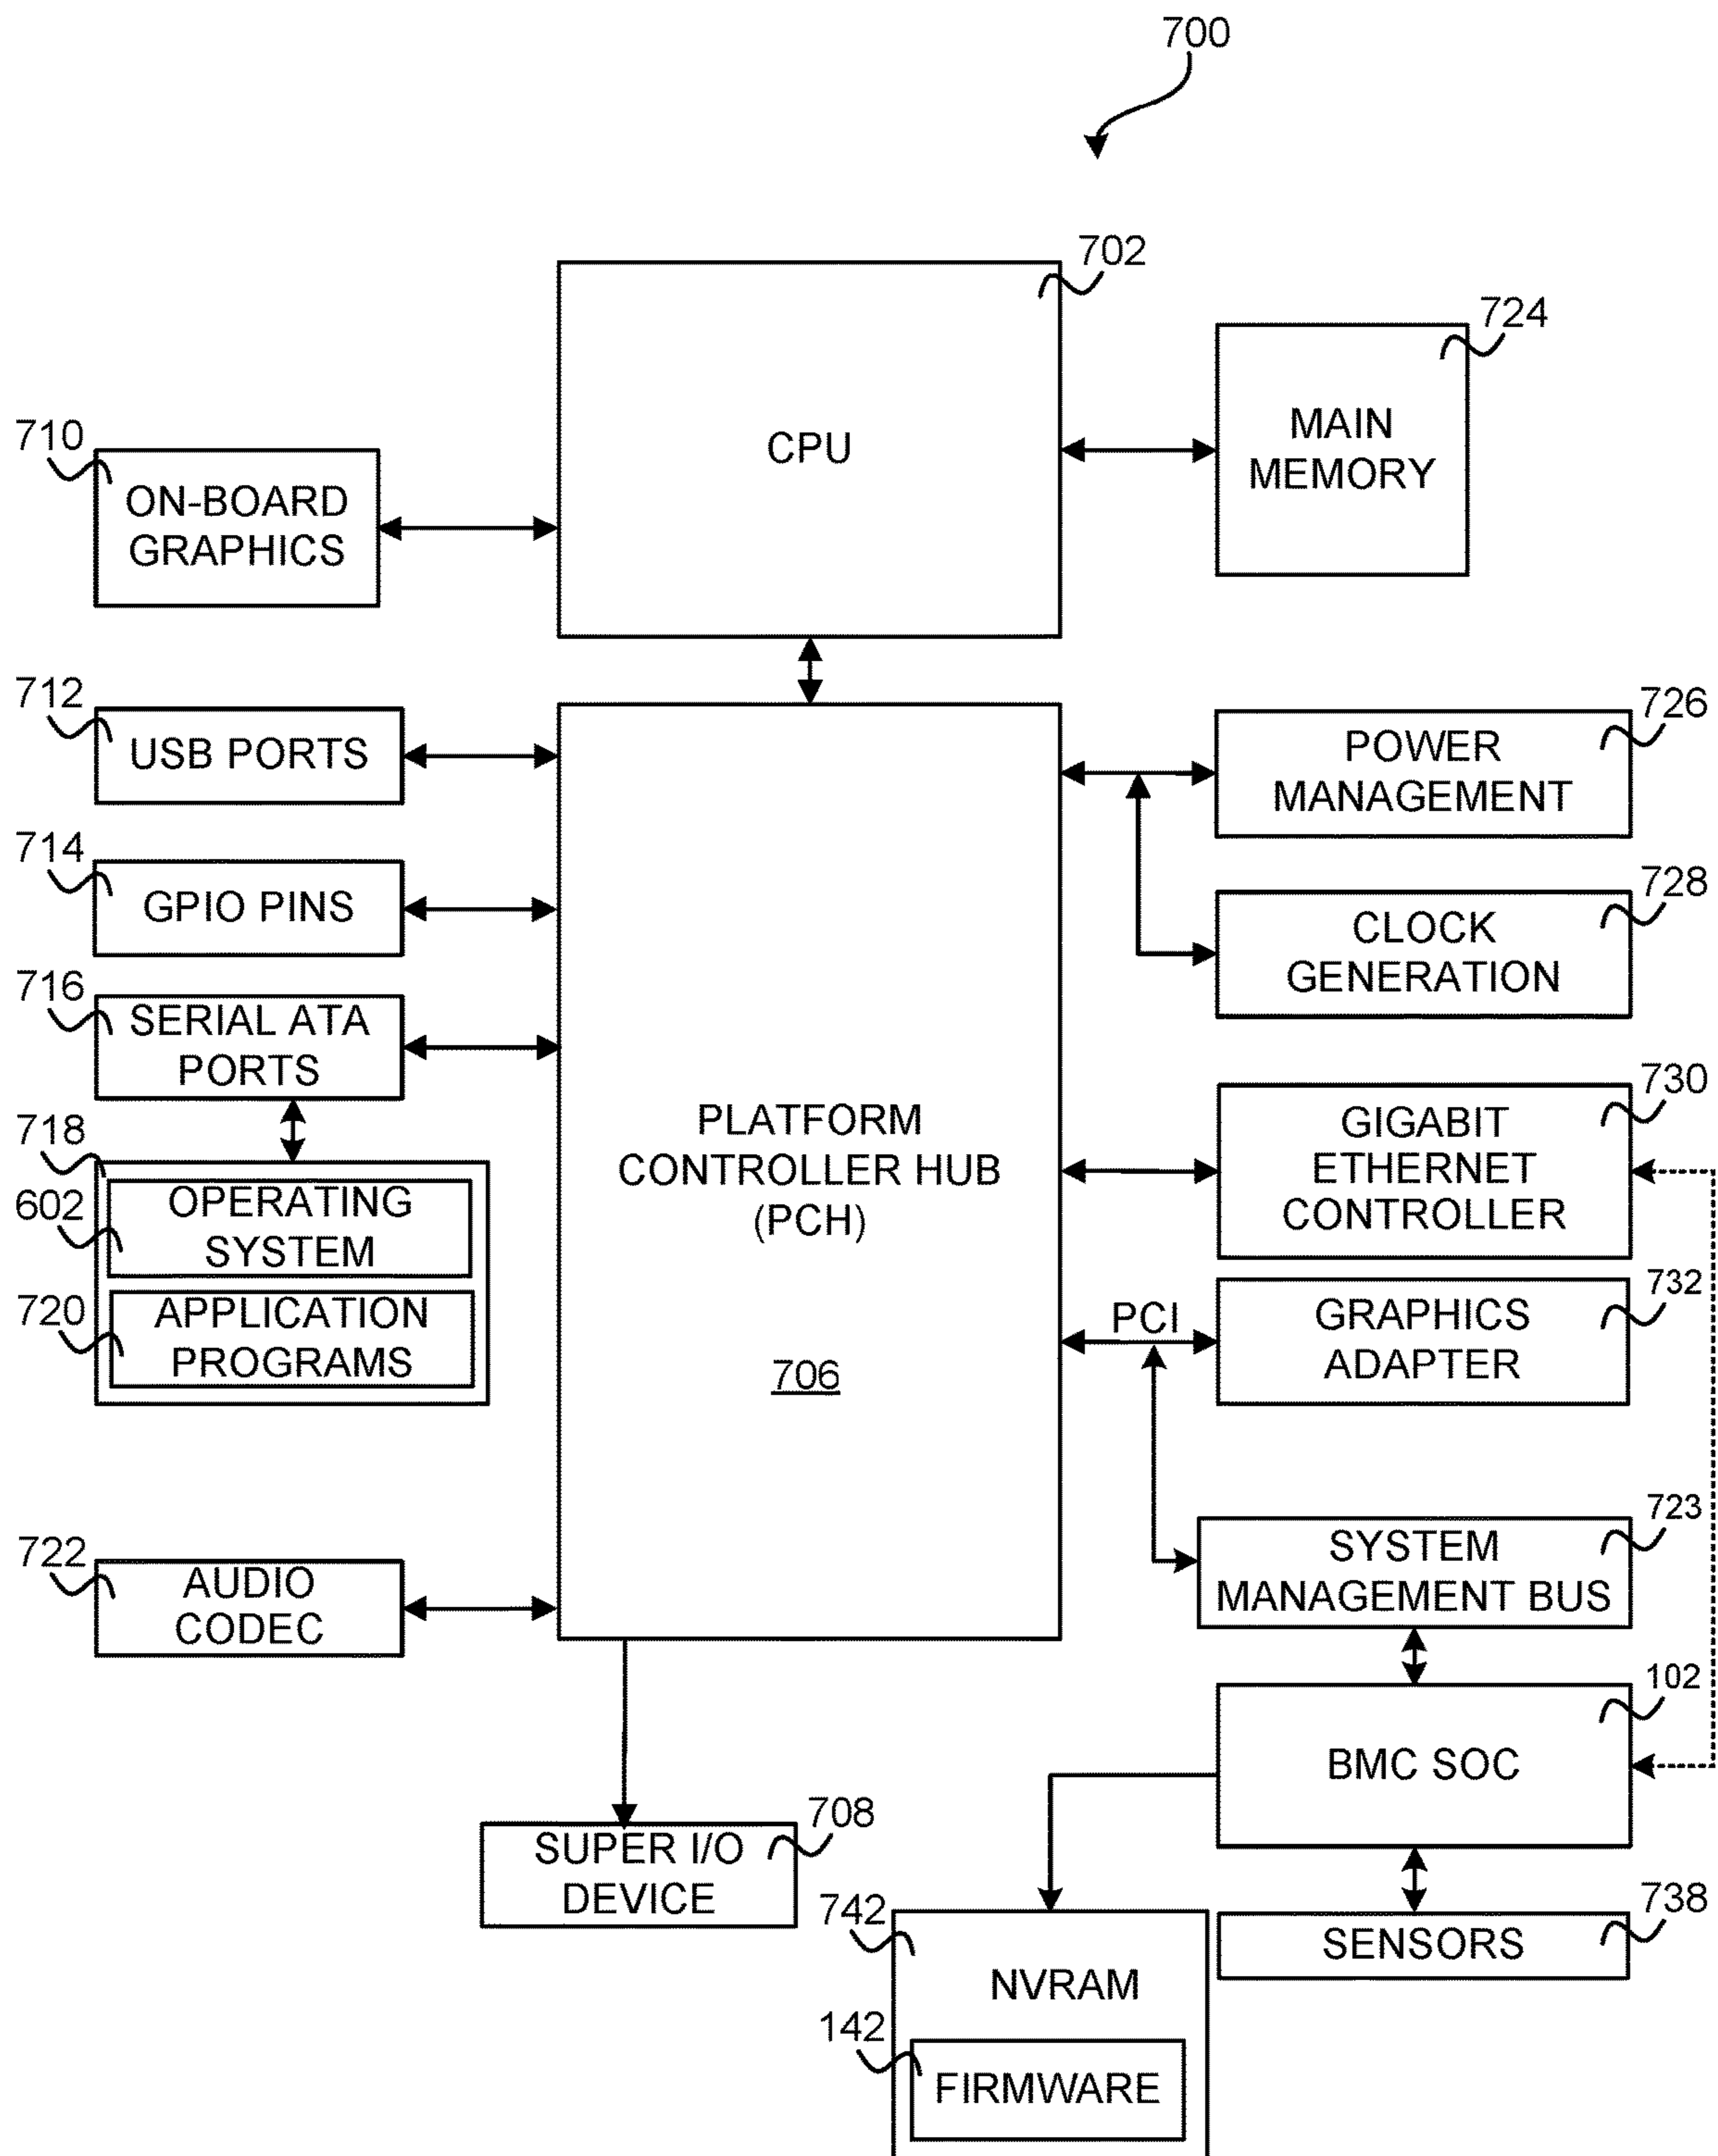 700
702
CPU
724
MAIN
MEMORY
710
ON-BOARD
GRAPHICS
712
USB PORTS
714
GPIO PINS
716
SERIAL ATA
PORTS
718
602
OPERATING
SYSTEM
720
APPLICATION
PROGRAMS
722
AUDIO
CODEC
PLATFORM
CONTROLLER HUB
(PCH)
706
726
POWER
MANAGEMENT
728
CLOCK
GENERATION
730
GIGABIT
ETHERNET
CONTROLLER
PCI
732
GRAPHICS
ADAPTER
723
SYSTEM
MANAGEMENT BUS
102
BMC SOC
708
SUPER I/O
DEVICE
738
SENSORS
742
NVRAM
142
FIRMWARE